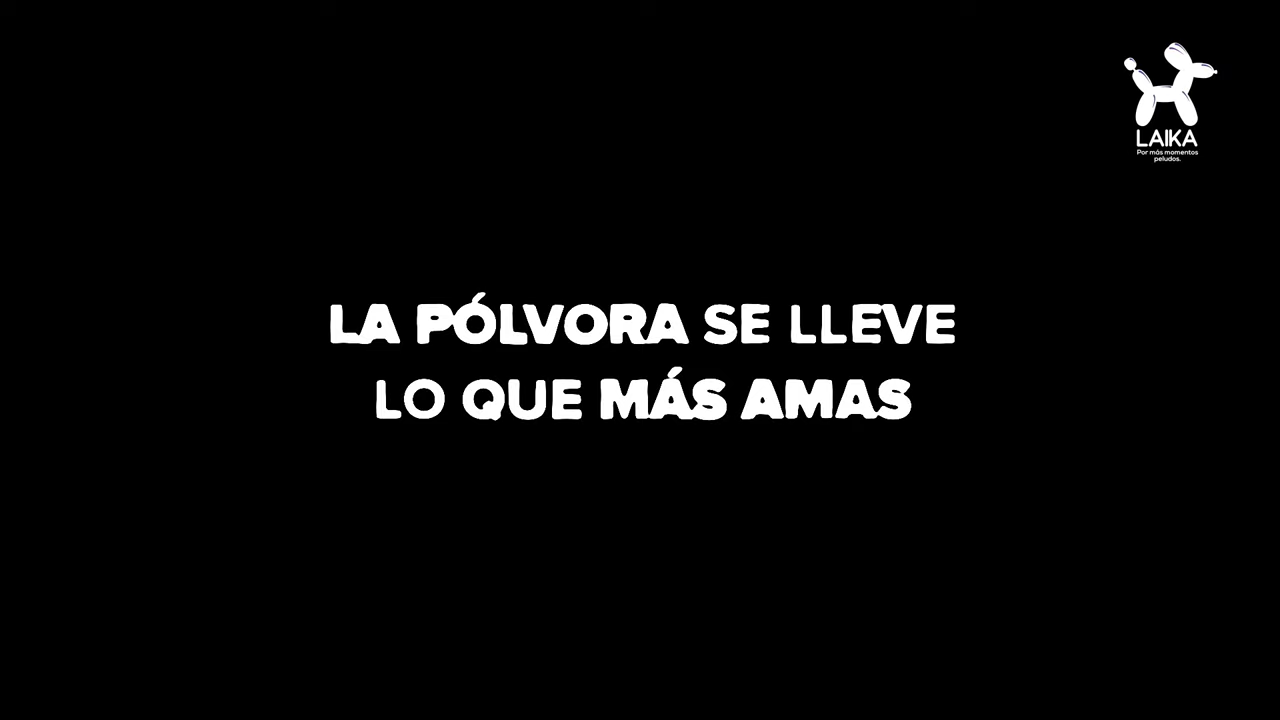 LAIKA
Por más momentos
peludos.
LA PÓLVORA SE LLEVE
LO QUE MÁS AMAS